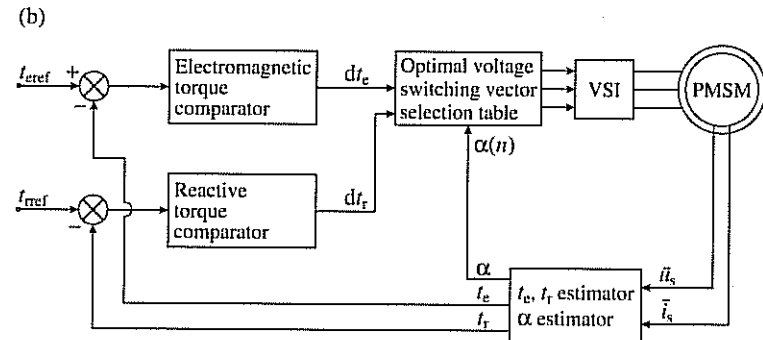 (b)
t_eref
+
−
Electromagnetic
torque
comparator
dt_e
Optimal voltage
switching vector
selection table
VSI
PMSM
α(n)
t_rref
−
Reactive
torque
comparator
dt_r
α
t_e
t_r
t_e, t_r estimator
α estimator
ū_s
ī_s